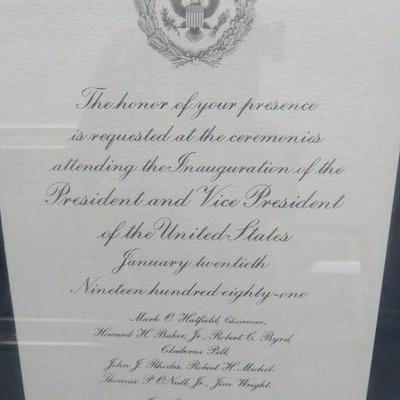 The honor of your presence
is requested at the ceremonies
attending the Inauguration of the
President and Vice President
of the United States
January twentieth
Nineteen hundred eighty-one
Mark O. Hatfield, Chairman,
Howard H. Baker, Jr., Robert C. Byrd,
Claiborne Pell,
John J. Rhodes, Robert H. Michel,
Thomas P. O'Neill, Jr., Jim Wright,